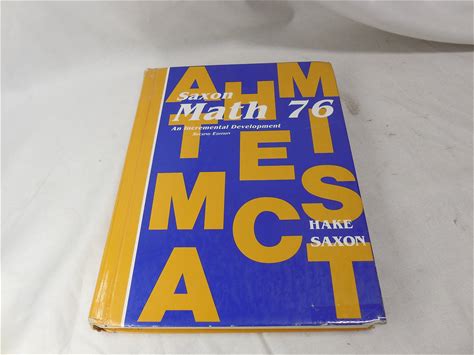 Saxon
Math 76
An Incremental Development
Second Edition
A H M
T T I
E S
M C S
A T
HAKE
SAXON